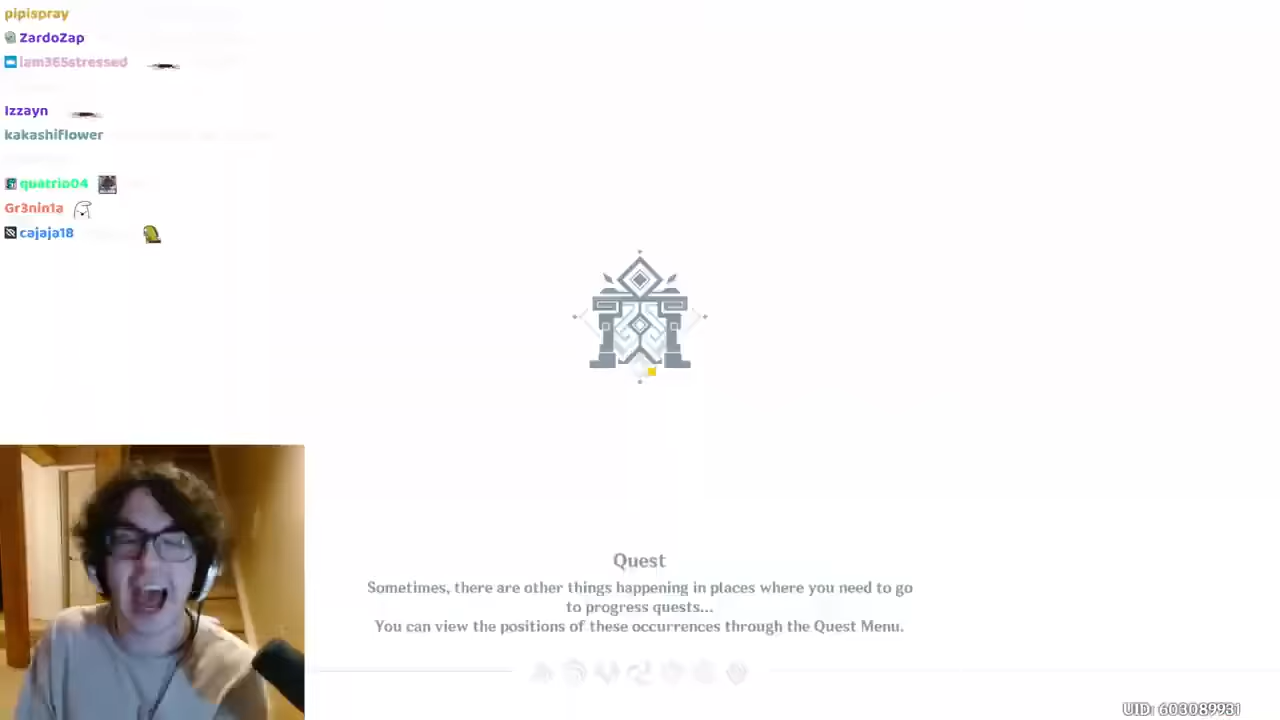 pipispray
ZardoZap
iam365stressed
Izzayn
kakashiflower
quatrio04
Gr3nin1a
cajaja18
Quest
Sometimes, there are other things happening in places where you need to go
to progress quests...
You can view the positions of these occurrences through the Quest Menu.
UID: 603089931